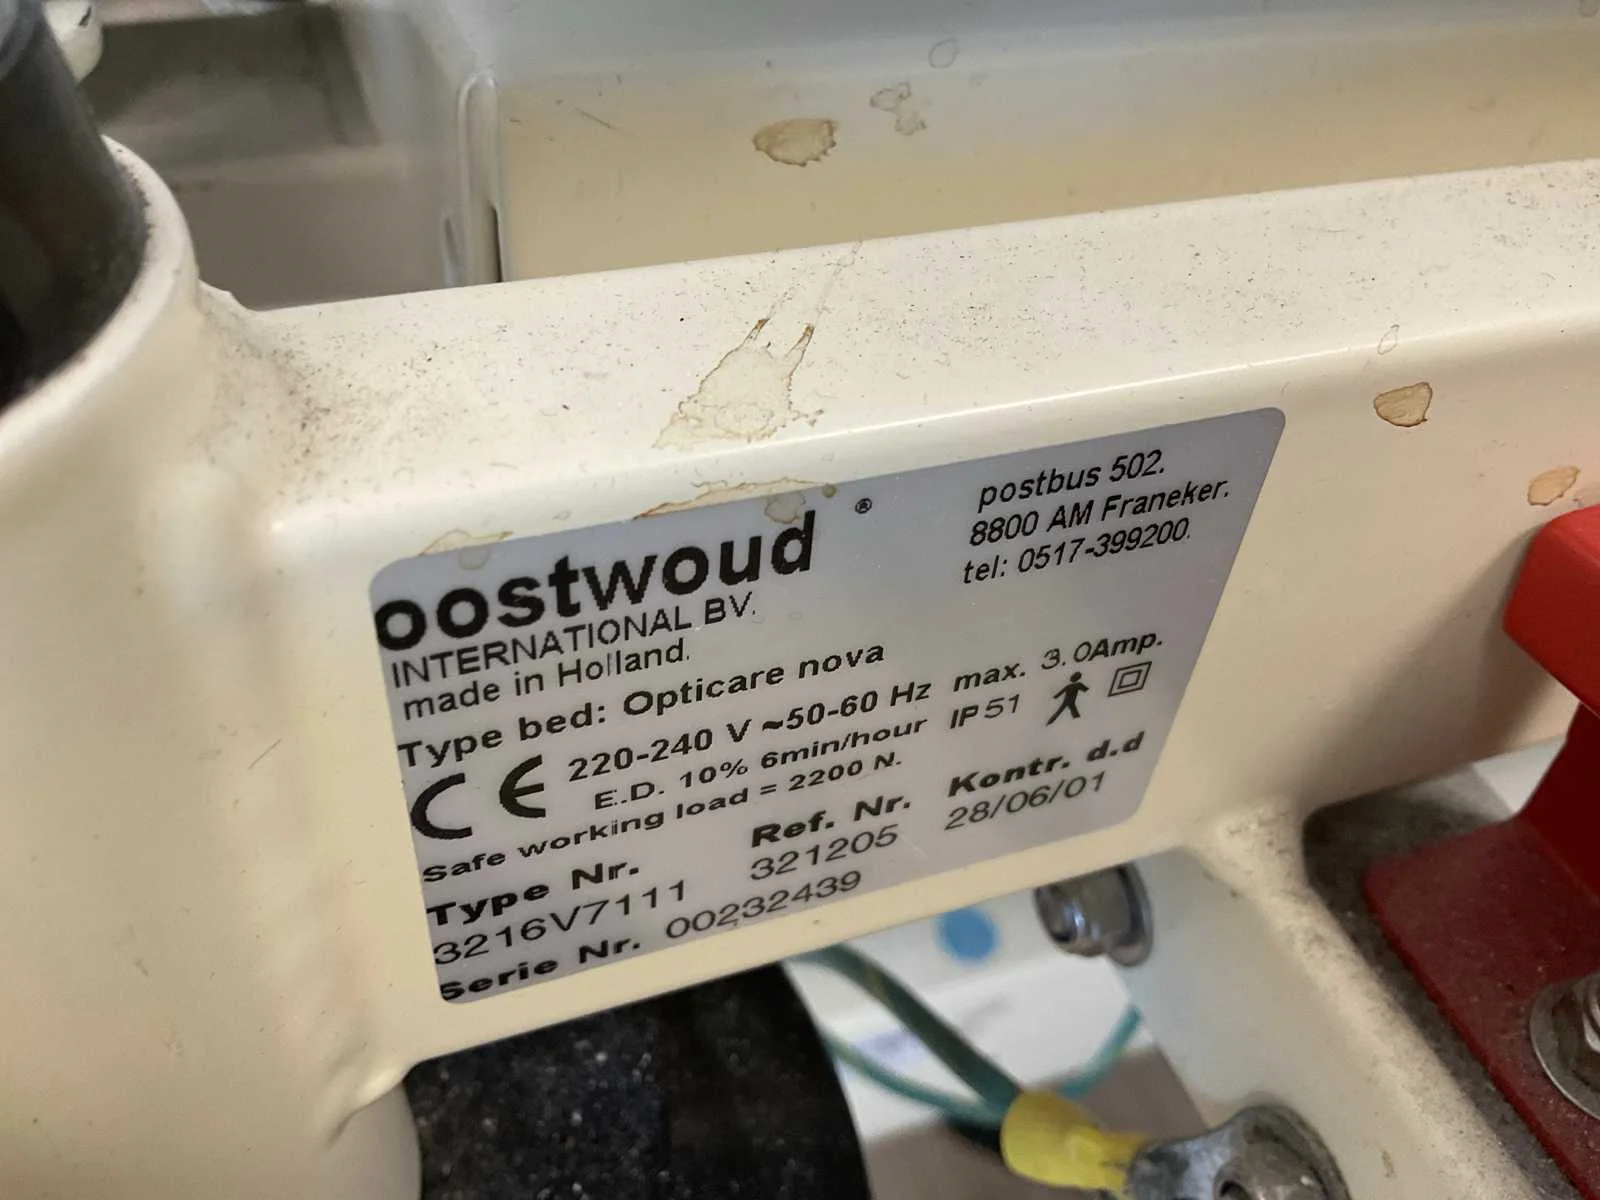 oostwoud ®
INTERNATIONAL BV.
made in Holland.
postbus 502.
8800 AM Franeker.
tel: 0517-399200.
Type bed: Opticare nova
CE 220-240 V ~50-60 Hz max. 3.0Amp.
E.D. 10% 6min/hour IP51
Safe working load = 2200 N.
Type Nr. Ref. Nr. Kontr. d.d
3216V7111 321205 28/06/01
Serie Nr. 00232439